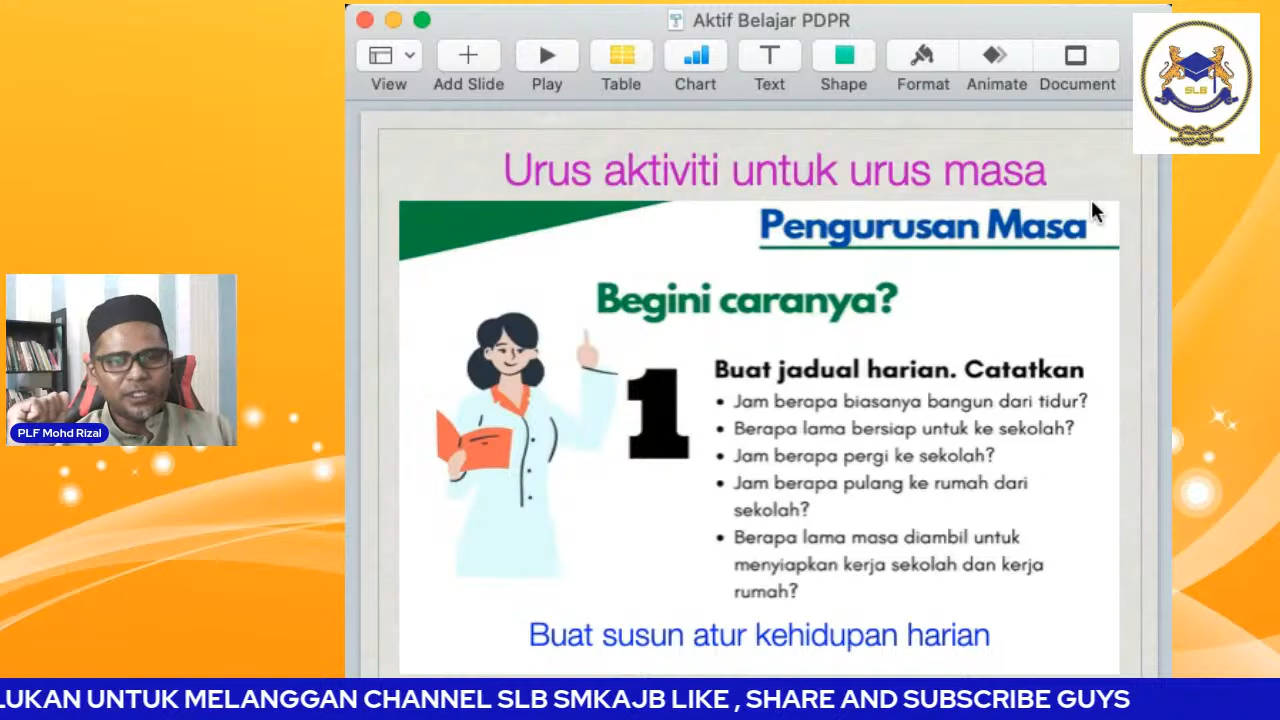 Aktif Belajar PDPR
View
Add Slide
Play
Table
Chart
Text
Shape
Format
Animate
Document
SLB
Urus aktiviti untuk urus masa
Pengurusan Masa
Begini caranya?
1
Buat jadual harian. Catatkan
• Jam berapa biasanya bangun dari tidur?
• Berapa lama bersiap untuk ke sekolah?
• Jam berapa pergi ke sekolah?
• Jam berapa pulang ke rumah dari
sekolah?
• Berapa lama masa diambil untuk
menyiapkan kerja sekolah dan kerja
rumah?
Buat susun atur kehidupan harian
PLF Mohd Rizal
LUKAN UNTUK MELANGGAN CHANNEL SLB SMKAJB LIKE , SHARE AND SUBSCRIBE GUYS